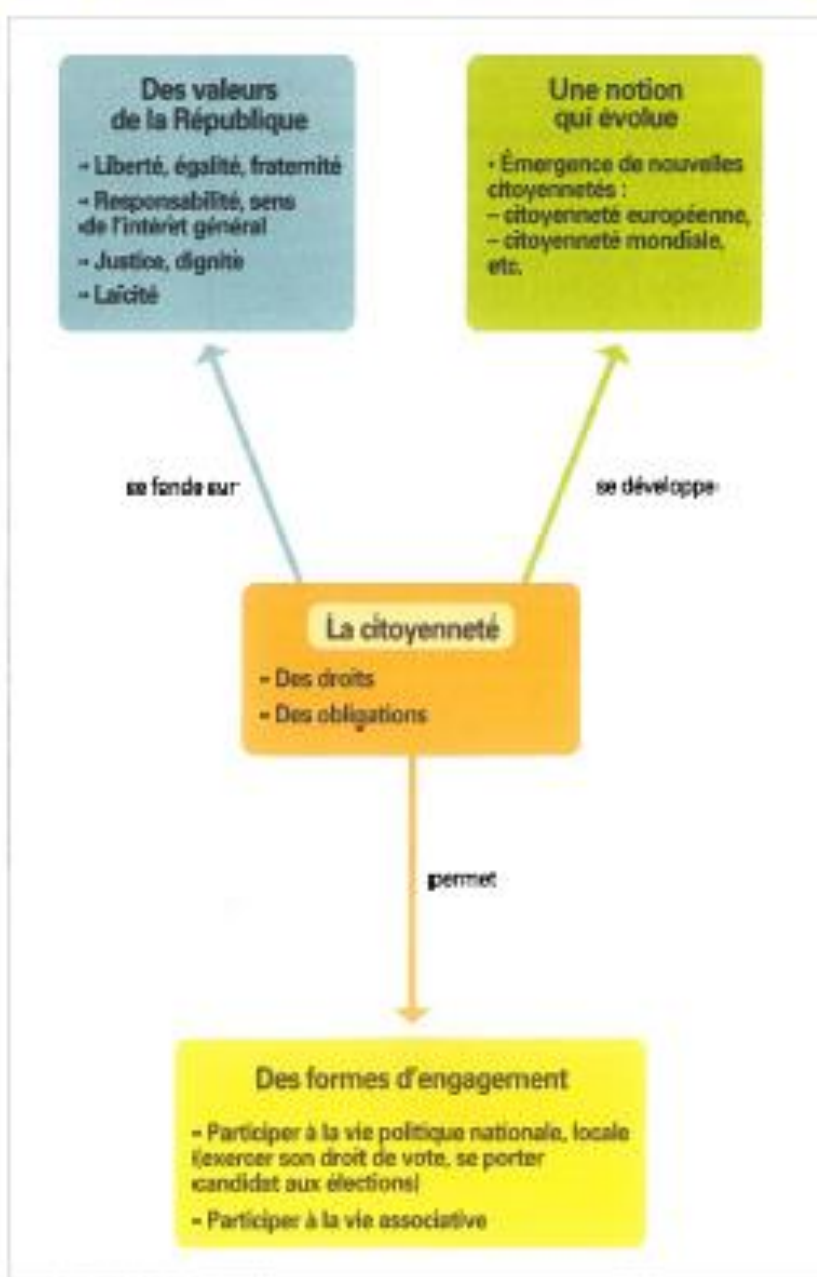 Des valeurs
de la République
- Liberté, égalité, fraternité
- Responsabilité, sens
de l'intérêt général
- Justice, dignité
- Laïcité
Une notion
qui évolue
• Émergence de nouvelles
citoyennetés :
– citoyenneté européenne,
– citoyenneté mondiale,
etc.
se fonde sur
se développe
La citoyenneté
- Des droits
- Des obligations
permet
Des formes d'engagement
- Participer à la vie politique nationale, locale
(exercer son droit de vote, se porter
candidat aux élections)
- Participer à la vie associative